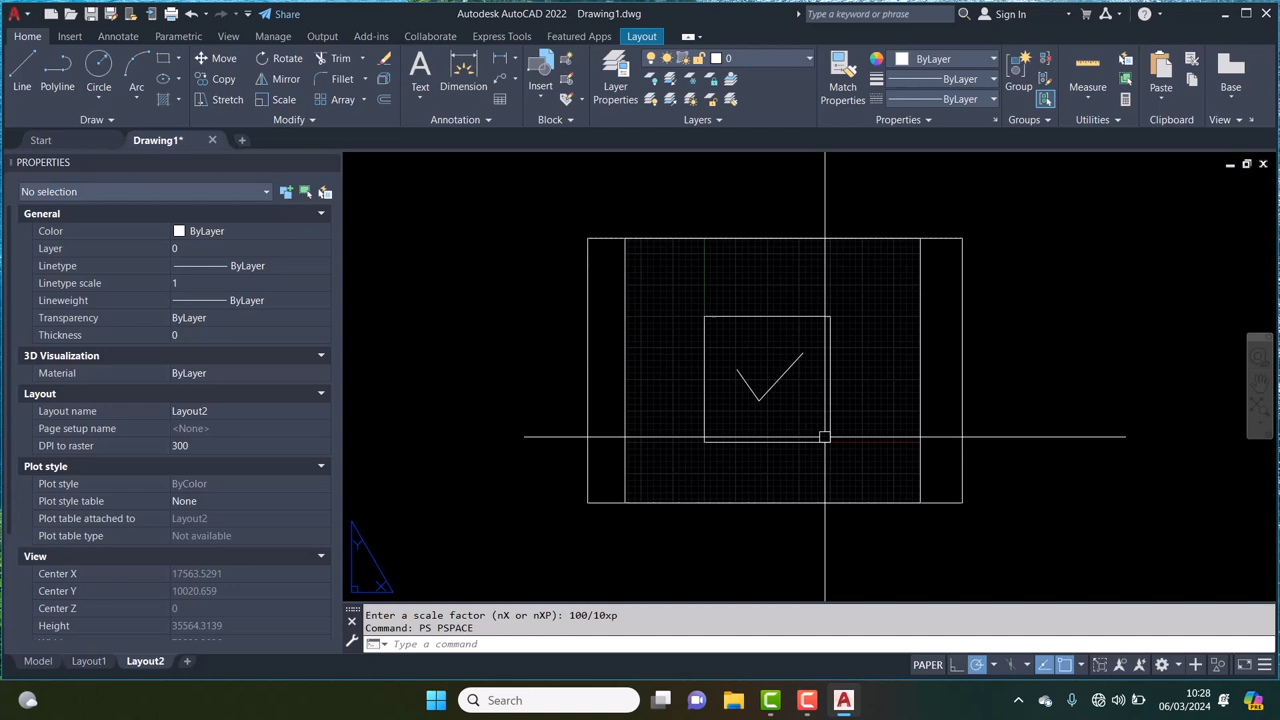 Share
Autodesk AutoCAD 2022 Drawing1.dwg
Type a keyword or phrase
Sign In
Home Insert Annotate Parametric View Manage Output Add-ins Collaborate Express Tools Featured Apps Layout
Line Polyline Circle Arc
Draw
Move Rotate Trim
Copy Mirror Fillet
Stretch Scale Array
Modify
Text Dimension
Annotation
Insert
Block
Layer Properties
0
Layers
Match Properties
ByLayer
ByLayer
ByLayer
Properties
Group
Groups
Measure
Utilities
Paste
Clipboard
Base
View
Start Drawing1*
PROPERTIES
No selection
General
Color ByLayer
Layer 0
Linetype ByLayer
Linetype scale 1
Lineweight ByLayer
Transparency ByLayer
Thickness 0
3D Visualization
Material ByLayer
Layout
Layout name Layout2
Page setup name <None>
DPI to raster 300
Plot style
Plot style ByColor
Plot style table None
Plot table attached to Layout2
Plot table type Not available
View
Center X 17563.5291
Center Y 10020.659
Center Z 0
Height 35564.3139
Y
X
Enter a scale factor (nX or nXP): 100/10xp
Command: PS PSPACE
Type a command
Model Layout1 Layout2
PAPER
Search
10:28
06/03/2024